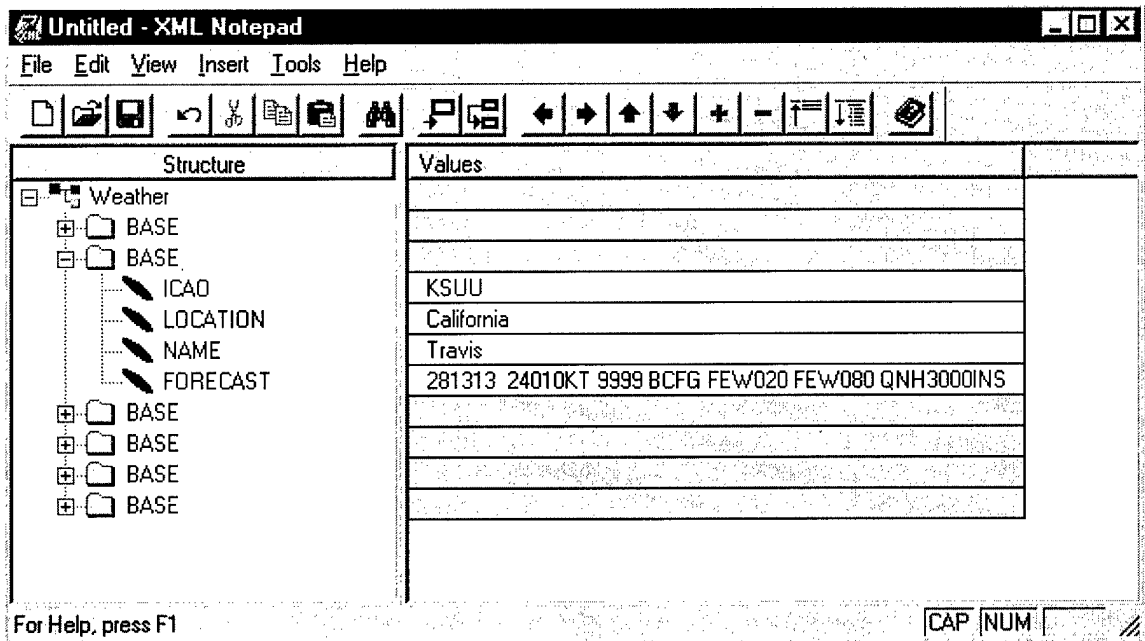 Untitled - XML Notepad
File Edit View Insert Tools Help
Structure Values
Weather
BASE
BASE
ICAO KSUU
LOCATION California
NAME Travis
FORECAST 281313 24010KT 9999 BCFG FEW020 FEW080 QNH3000INS
BASE
BASE
BASE
BASE
For Help, press F1 CAP NUM